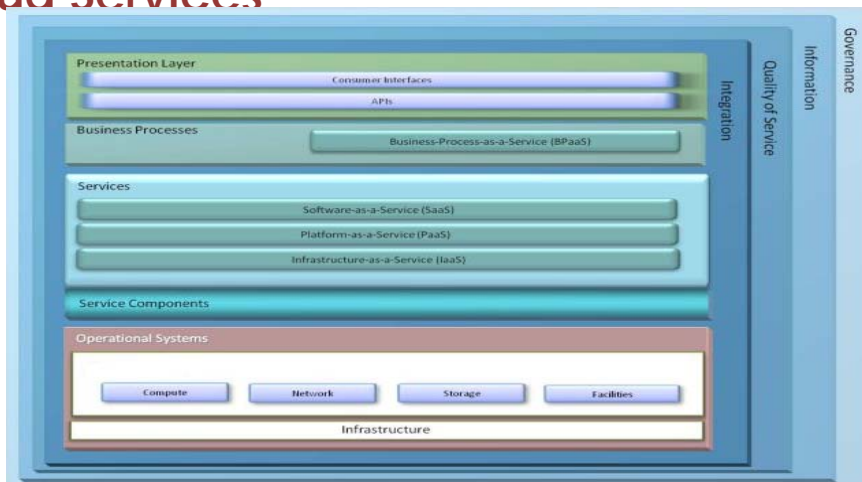 Presentation Layer
Consumer Interfaces
APIs
Business Processes
Business-Process-as-a-Service (BPaaS)
Services
Software-as-a-Service (SaaS)
Platform-as-a-Service (PaaS)
Infrastructure-as-a-Service (IaaS)
Service Components
Operational Systems
Compute Network Storage Facilities
Infrastructure
Integration
Quality of Service
Information
Governance